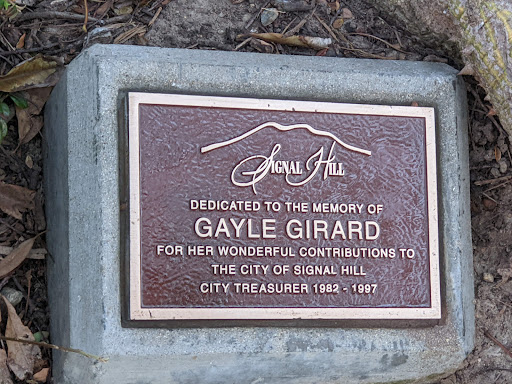 SIGNAL HILL
DEDICATED TO THE MEMORY OF
GAYLE GIRARD
FOR HER WONDERFUL CONTRIBUTIONS TO
THE CITY OF SIGNAL HILL
CITY TREASURER 1982 - 1997